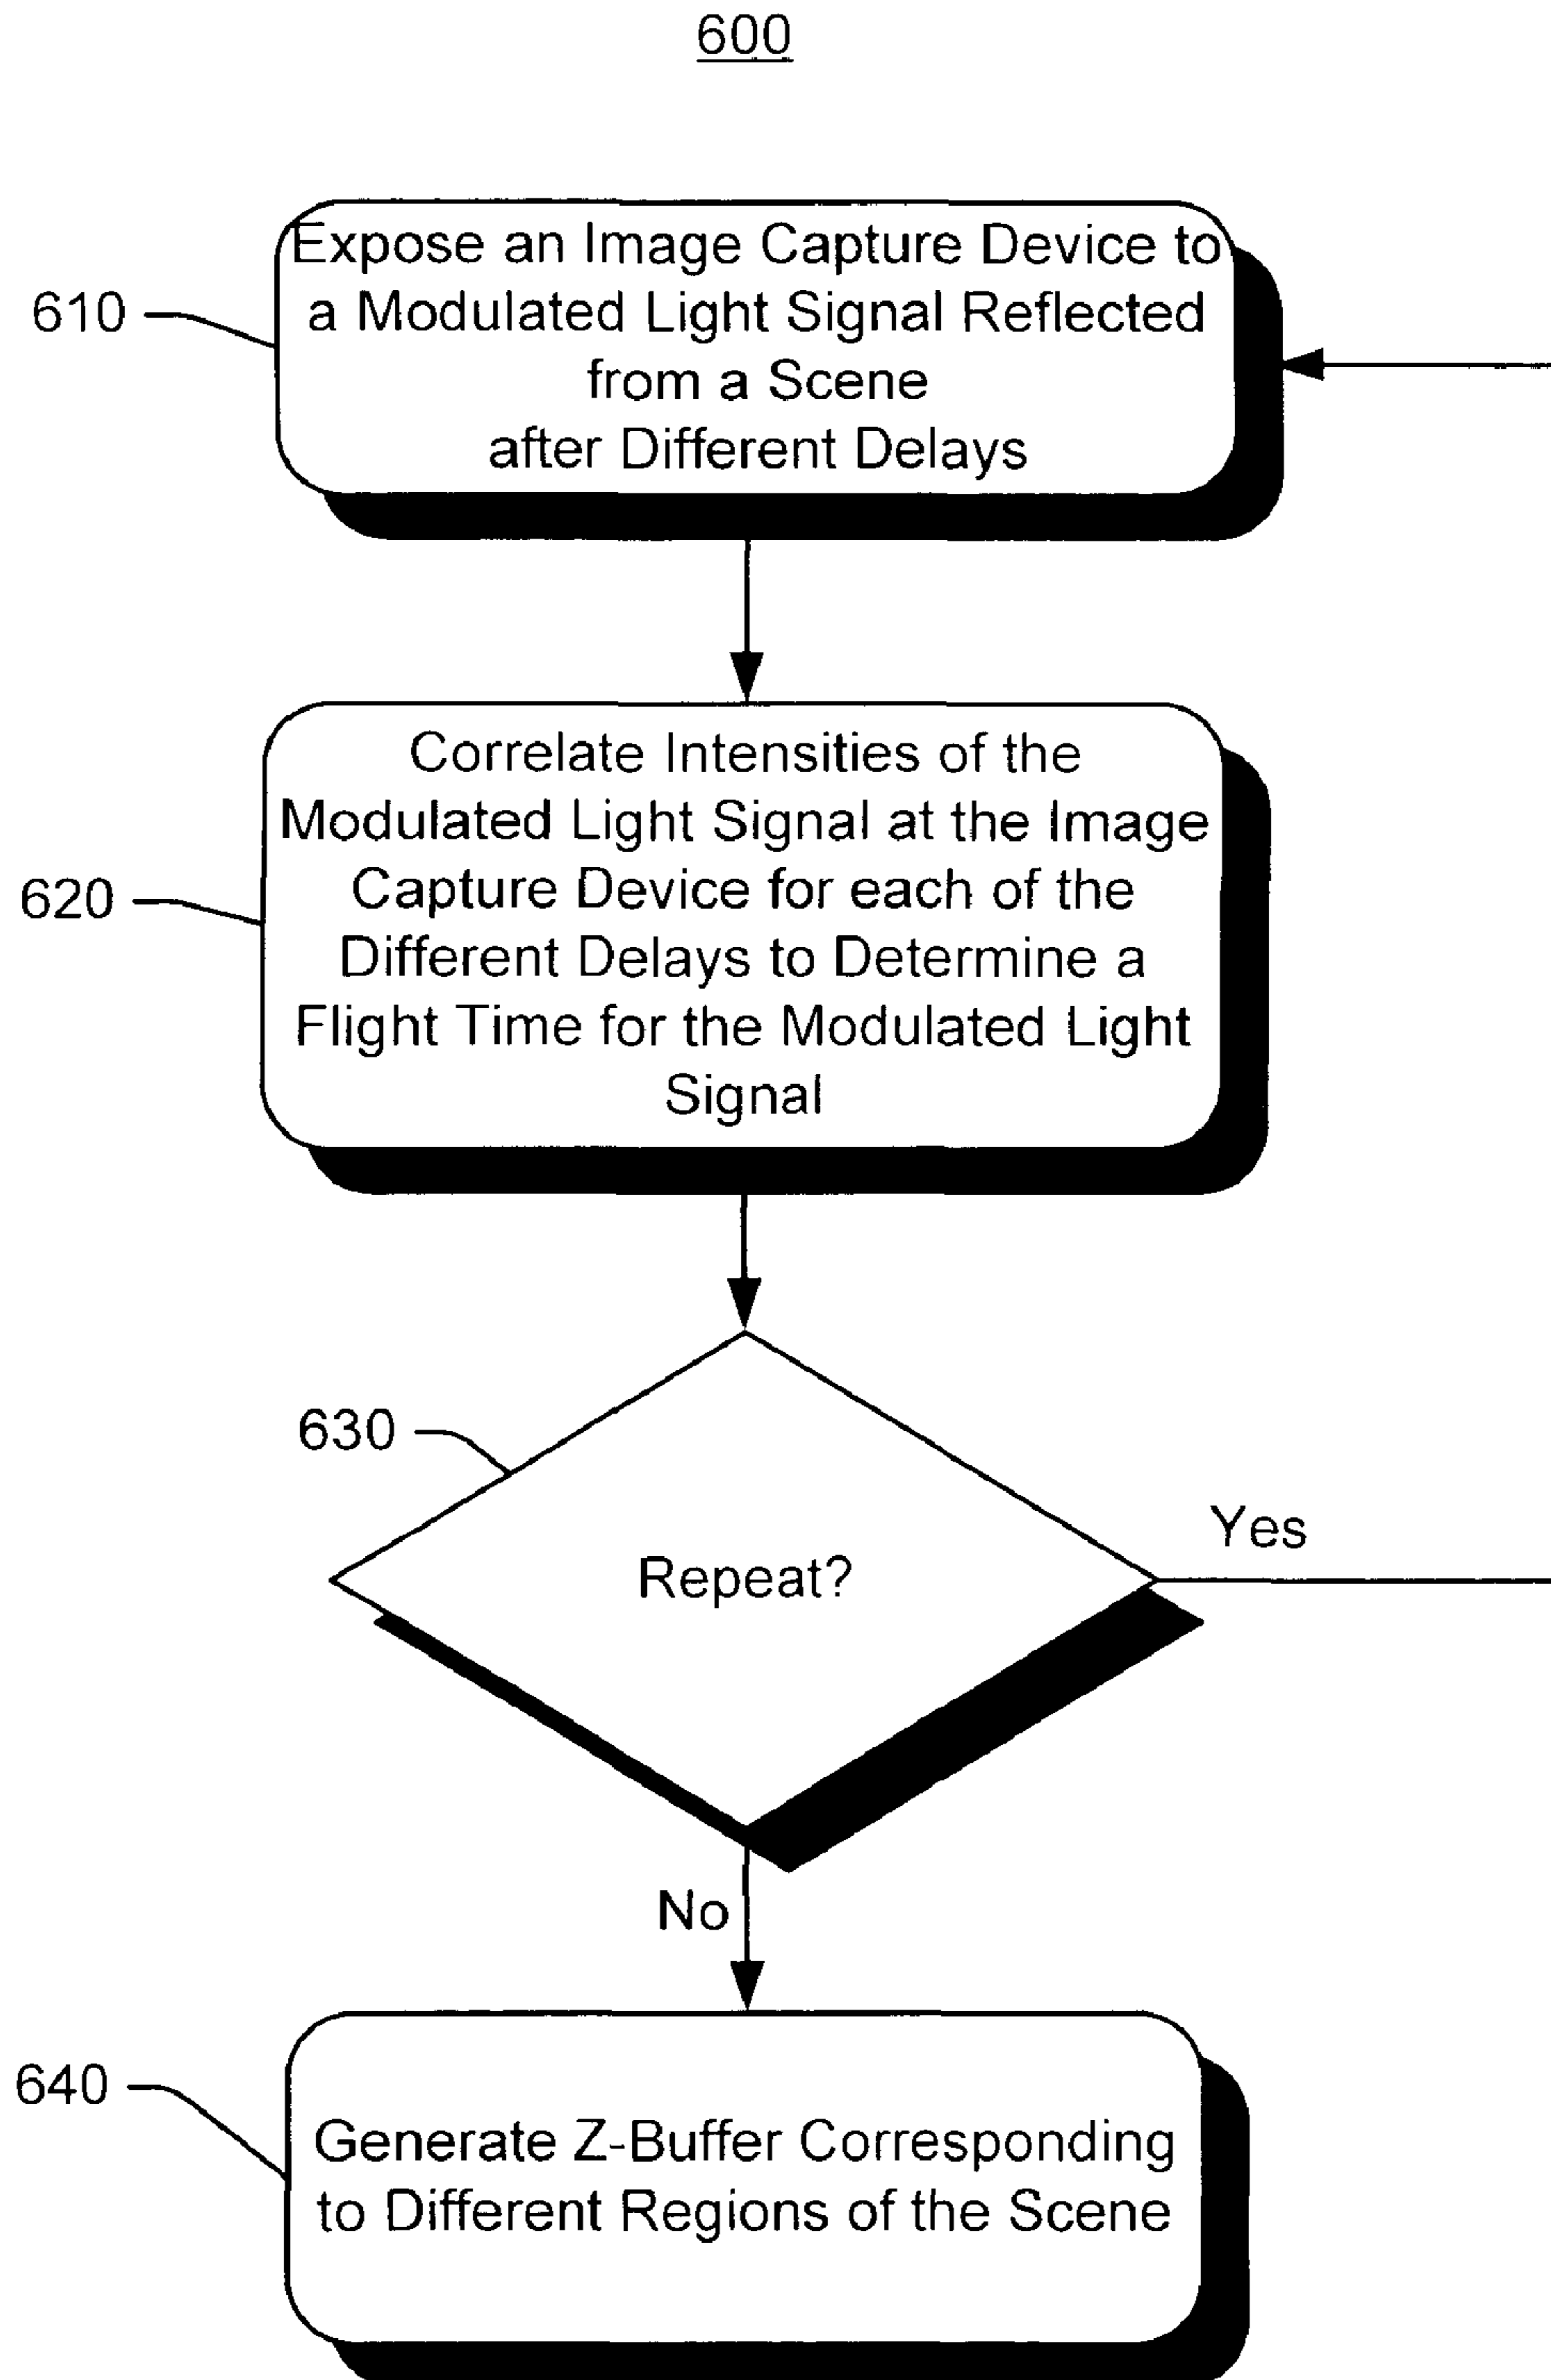 600
610
Expose an Image Capture Device to
a Modulated Light Signal Reflected
from a Scene
after Different Delays
620
Correlate Intensities of the
Modulated Light Signal at the Image
Capture Device for each of the
Different Delays to Determine a
Flight Time for the Modulated Light
Signal
630
Repeat?
Yes
No
640
Generate Z-Buffer Corresponding
to Different Regions of the Scene